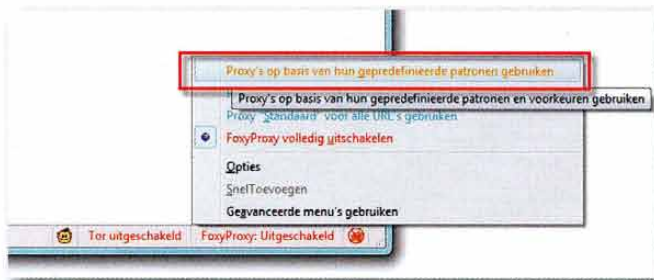 Proxy's op basis van hun gepredefinieerde patronen gebruiken
Proxy's op basis van hun gepredefinieerde patronen en voorkeuren gebruiken
Proxy "Standaard" voor alle URL's gebruiken
FoxyProxy volledig uitschakelen
Opties
SnelToevoegen
Geavanceerde menu's gebruiken
Tor uitgeschakeld FoxyProxy: Uitgeschakeld